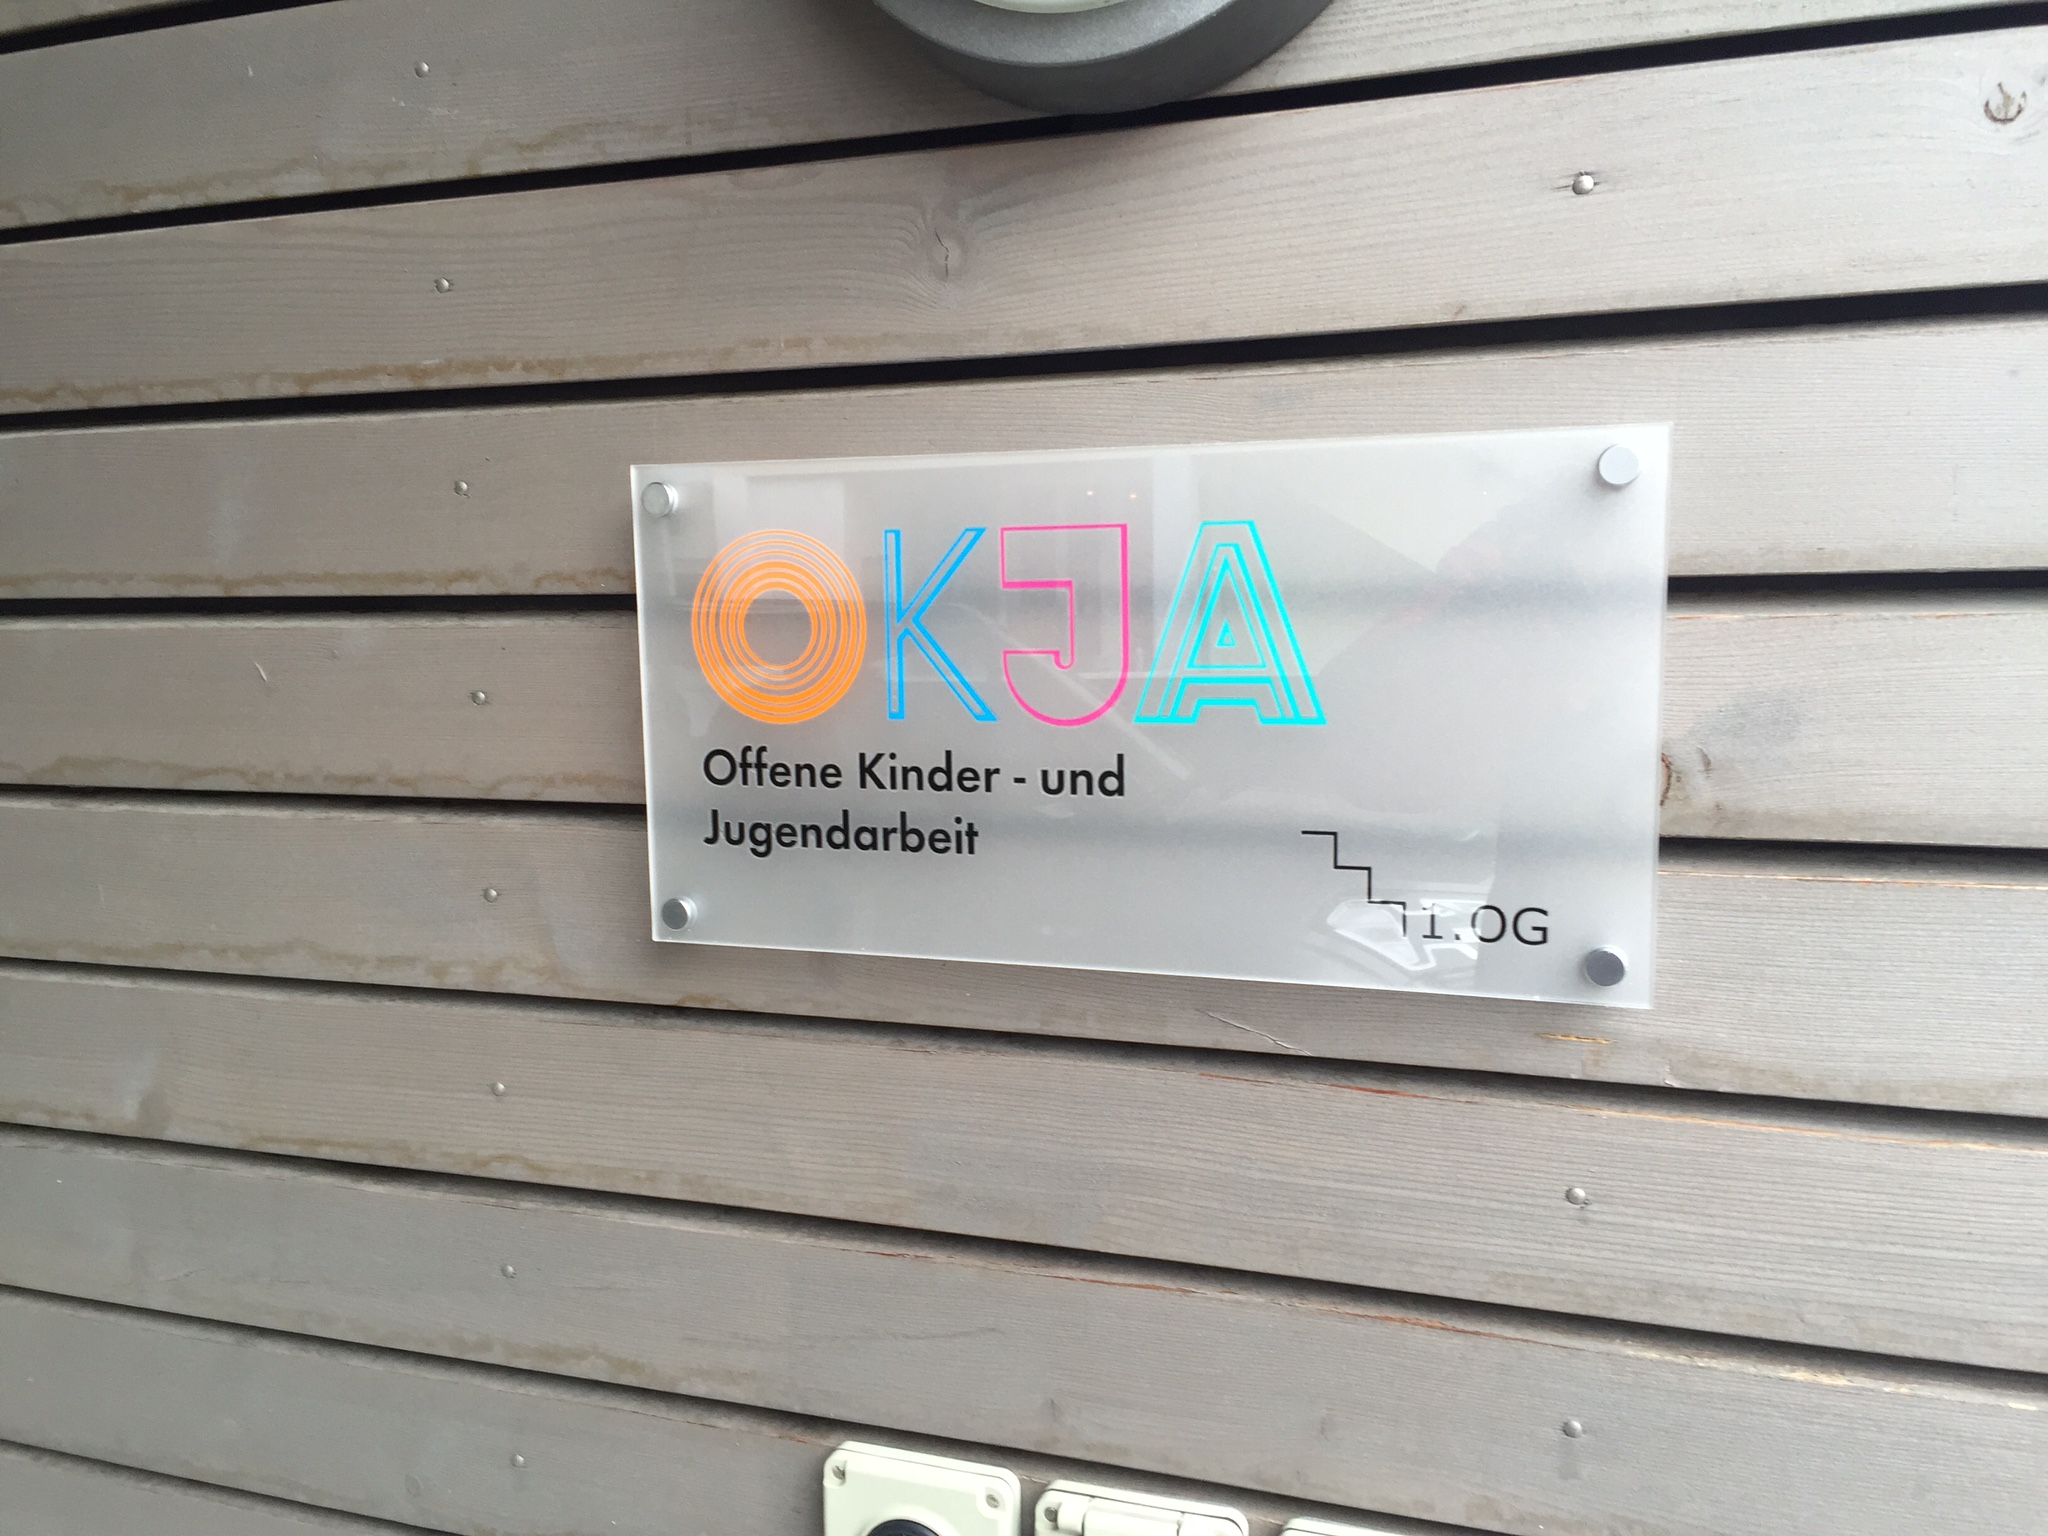 OKJA
Offene Kinder - und
Jugendarbeit
1. OG